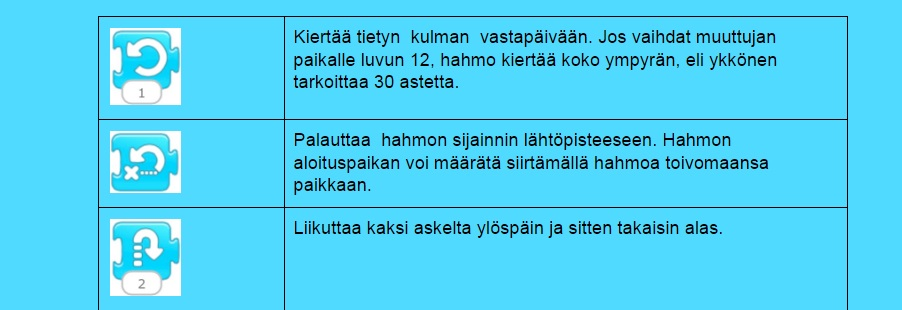 Kiertää tietyn  kulman  vastapäivään. Jos vaihdat muuttujan
paikalle luvun 12, hahmo kiertää koko ympyrän, eli ykkönen
tarkoittaa 30 astetta.
1
Palauttaa  hahmon sijainnin lähtöpisteeseen. Hahmon
aloituspaikan voi määrätä siirtämällä hahmoa toivomaansa
paikkaan.
Liikuttaa kaksi askelta ylöspäin ja sitten takaisin alas.
2